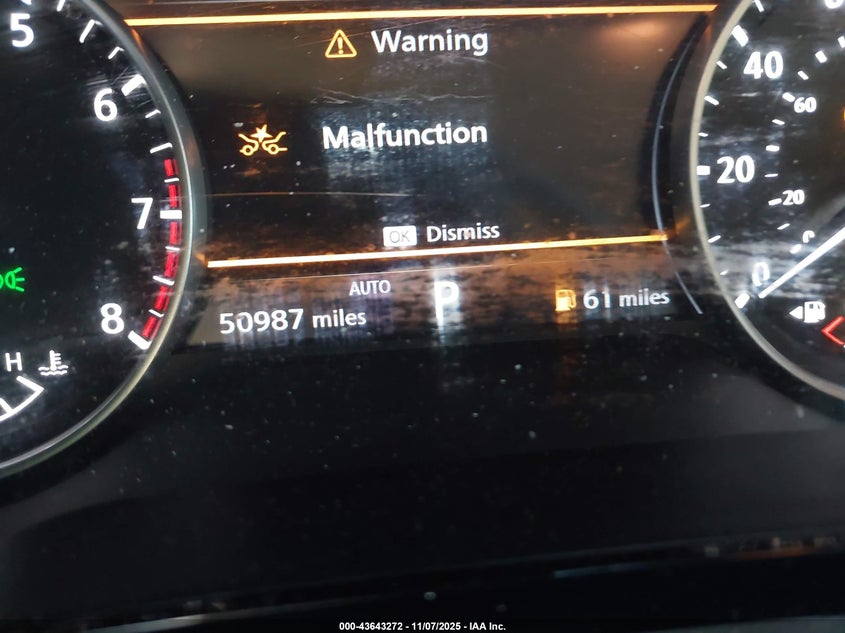 5
6
7
8
H
Warning
Malfunction
OK Dismiss
AUTO
50987 miles
P
61 miles
40
60
20
20
0
0
000-43643272 - 11/07/2025 - IAA Inc.